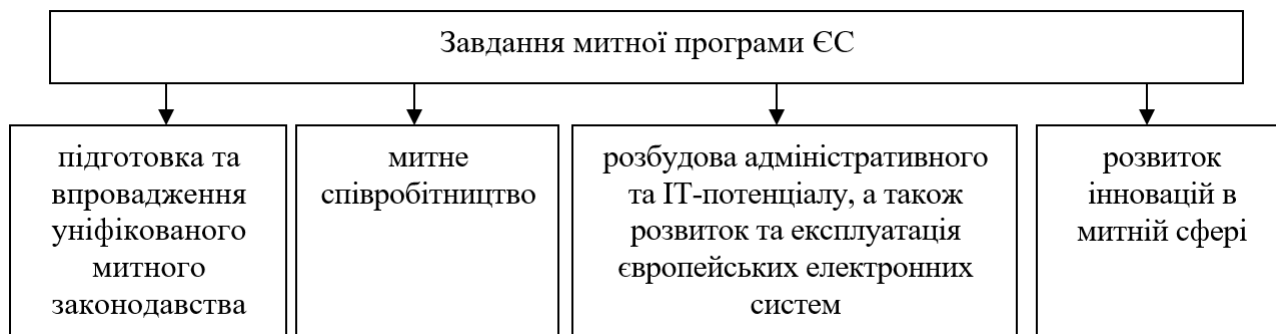 Завдання митної програми ЄС
підготовка та
впровадження
уніфікованого
митного
законодавства
митне
співробітництво
розбудова адміністративного
та ІТ-потенціалу, а також
розвиток та експлуатація
європейських електронних
систем
розвиток
інновацій в
митній сфері